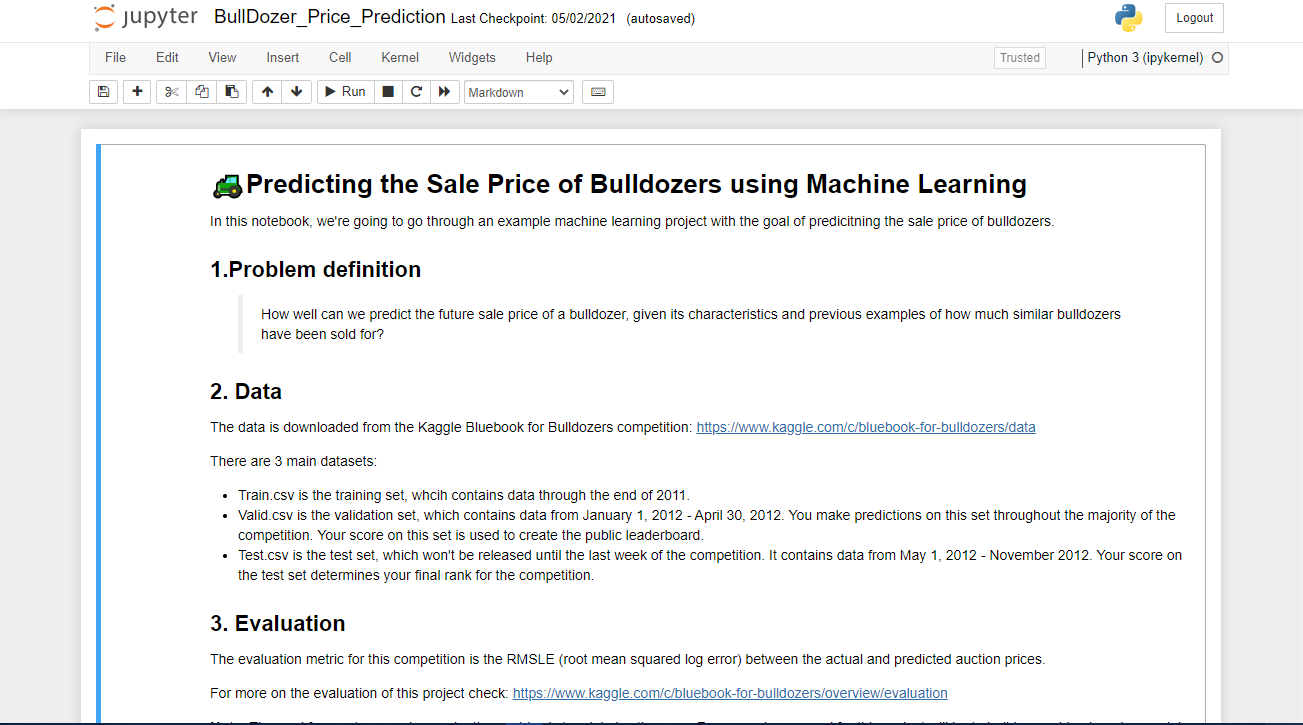 jupyter BullDozer_Price_Prediction Last Checkpoint: 05/02/2021 (autosaved) Logout
File Edit View Insert Cell Kernel Widgets Help Trusted Python 3 (ipykernel)
Run Markdown
Predicting the Sale Price of Bulldozers using Machine Learning
In this notebook, we're going to go through an example machine learning project with the goal of predicitning the sale price of bulldozers.
1.Problem definition
How well can we predict the future sale price of a bulldozer, given its characteristics and previous examples of how much similar bulldozers
have been sold for?
2. Data
The data is downloaded from the Kaggle Bluebook for Bulldozers competition: https://www.kaggle.com/c/bluebook-for-bulldozers/data
There are 3 main datasets:
• Train.csv is the training set, whcih contains data through the end of 2011.
• Valid.csv is the validation set, which contains data from January 1, 2012 - April 30, 2012. You make predictions on this set throughout the majority of the
competition. Your score on this set is used to create the public leaderboard.
• Test.csv is the test set, which won't be released until the last week of the competition. It contains data from May 1, 2012 - November 2012. Your score on
the test set determines your final rank for the competition.
3. Evaluation
The evaluation metric for this competition is the RMSLE (root mean squared log error) between the actual and predicted auction prices.
For more on the evaluation of this project check: https://www.kaggle.com/c/bluebook-for-bulldozers/overview/evaluation